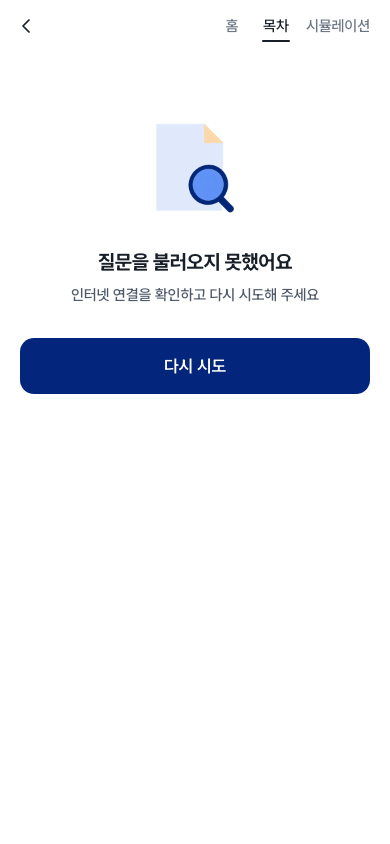 홈 목차 시뮬레이션
질문을 불러오지 못했어요
인터넷 연결을 확인하고 다시 시도해 주세요
다시 시도